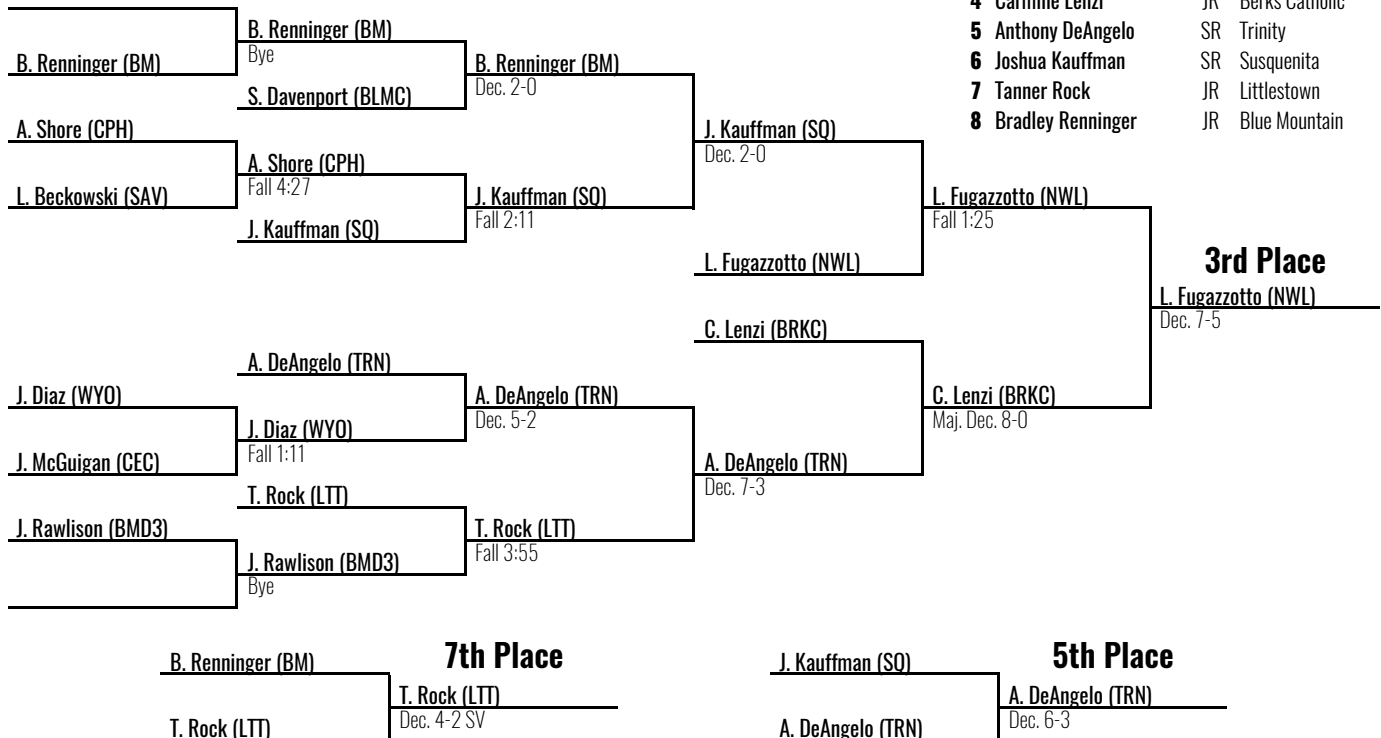 4 Carmine Lenzi JR Berks Catholic
B. Renninger (BM)
5 Anthony DeAngelo SR Trinity
Bye
B. Renninger (BM)
B. Renninger (BM)
6 Joshua Kauffman SR Susquenita
Dec. 2-0
S. Davenport (BLMC)
7 Tanner Rock JR Littlestown
A. Shore (CPH)
J. Kauffman (SQ)
8 Bradley Renninger JR Blue Mountain
Dec. 2-0
A. Shore (CPH)
Fall 4:27
L. Beckowski (SAV)
J. Kauffman (SQ)
L. Fugazzotto (NWL)
Fall 2:11
Fall 1:25
J. Kauffman (SQ)
L. Fugazzotto (NWL)
3rd Place
L. Fugazzotto (NWL)
Dec. 7-5
C. Lenzi (BRKC)
A. DeAngelo (TRN)
J. Diaz (WYO)
A. DeAngelo (TRN)
C. Lenzi (BRKC)
Dec. 5-2
Maj. Dec. 8-0
J. Diaz (WYO)
Fall 1:11
J. McGuigan (CEC)
A. DeAngelo (TRN)
Dec. 7-3
T. Rock (LTT)
J. Rawlison (BMD3)
T. Rock (LTT)
Fall 3:55
J. Rawlison (BMD3)
Bye
7th Place
B. Renninger (BM)
T. Rock (LTT)
Dec. 4-2 SV
T. Rock (LTT)
5th Place
J. Kauffman (SQ)
A. DeAngelo (TRN)
Dec. 6-3
A. DeAngelo (TRN)